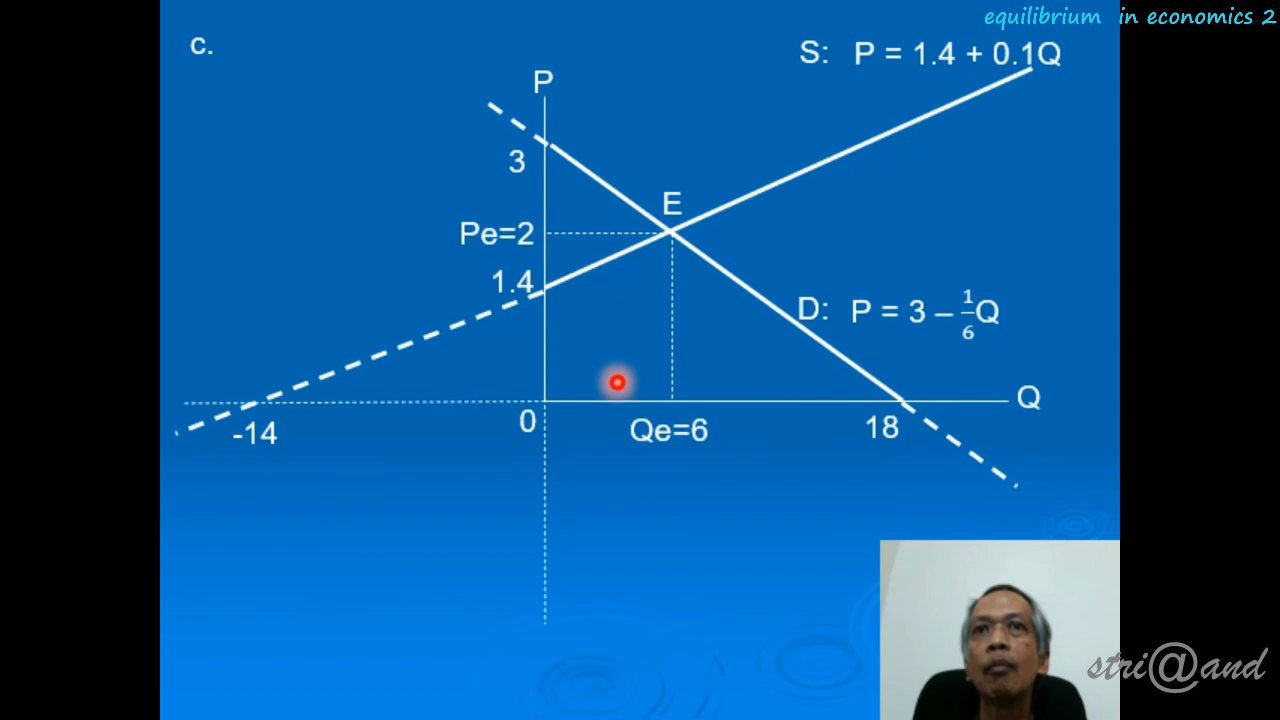 equilibrium in economics 2
c.
S: P = 1.4 + 0.1Q
P
3
E
Pe=2
1.4
D: P = 3 – 1/6 Q
Q
0
-14
Qe=6
18
stri@and